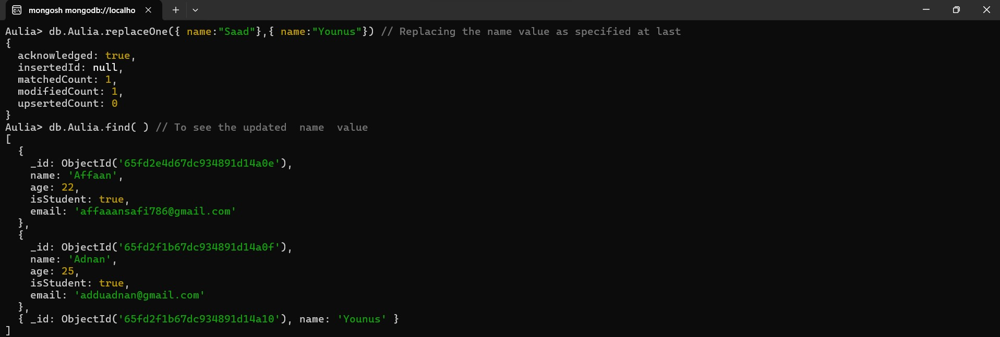 mongosh mongodb://localho
Aulia> db.Aulia.replaceOne({ name:"Saad"},{ name:"Younus"}) // Replacing the name value as specified at last
{
  acknowledged: true,
  insertedId: null,
  matchedCount: 1,
  modifiedCount: 1,
  upsertedCount: 0
}
Aulia> db.Aulia.find( ) // To see the updated  name  value
[
  {
    _id: ObjectId('65fd2e4d67dc934891d14a0e'),
    name: 'Affaan',
    age: 22,
    isStudent: true,
    email: 'affaaansafi786@gmail.com'
  },
  {
    _id: ObjectId('65fd2f1b67dc934891d14a0f'),
    name: 'Adnan',
    age: 25,
    isStudent: true,
    email: 'adduadnan@gmail.com'
  },
  { _id: ObjectId('65fd2f1b67dc934891d14a10'), name: 'Younus' }
]